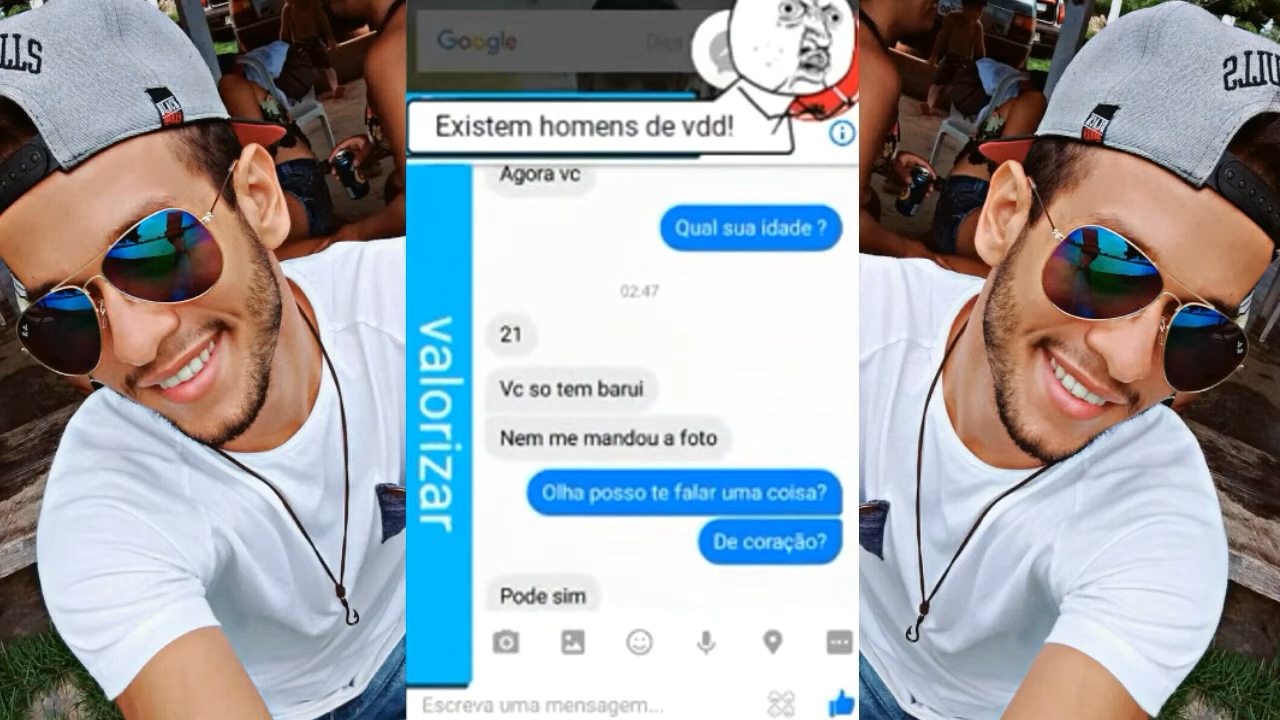 LLS
Google
Existem homens de vdd!
Agora vc
Qual sua idade ?
02:47
21
Vc so tem barui
Nem me mandou a foto
Olha posso te falar uma coisa?
De coração?
Pode sim
valorizar
Escreva uma mensagem...